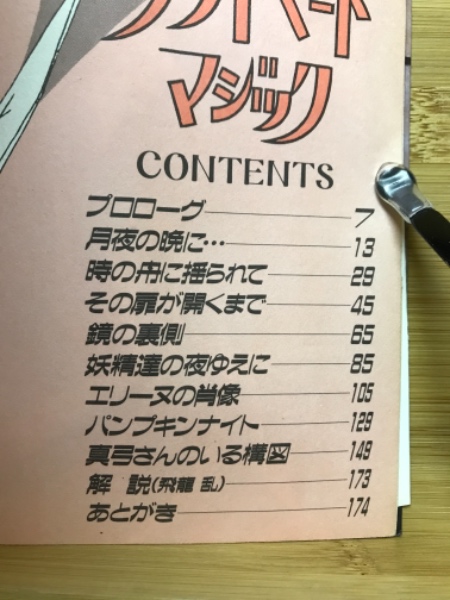 マジック
CONTENTS
プロローグ 7
月夜の晩に… 13
時の舟に揺られて 29
その扉が開くまで 45
鏡の裏側 65
妖精達の夜ゆえに 85
エリーヌの肖像 105
パンプキンナイト 129
真弓さんのいる構図 149
解 説(飛龍 乱) 173
あとがき 174